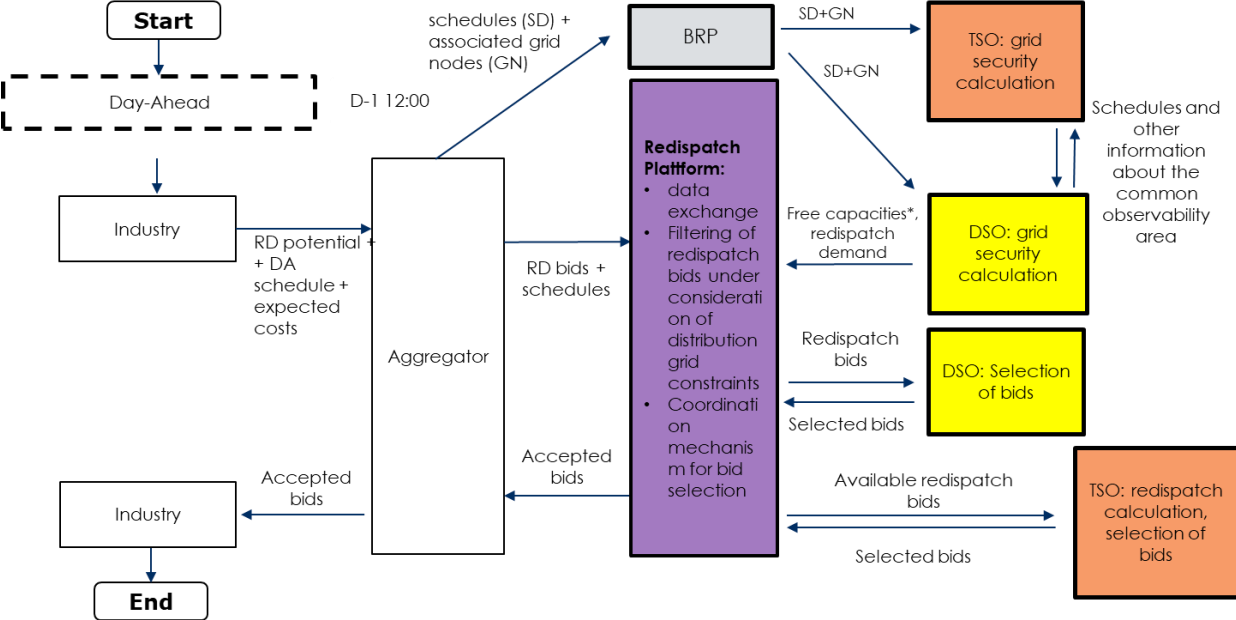 Start
Day-Ahead
D-1 12:00
schedules (SD) +
associated grid
nodes (GN)
BRP
SD+GN
SD+GN
TSO: grid
security
calculation
Schedules and
other
information
about the
common
observability
area
Industry
RD potential +
+ DA
schedule +
expected
costs
Aggregator
RD bids +
schedules
Redispatch
Plattform:
• data
exchange
• Filtering of
redispatch
bids under
considerati
on of
distribution
grid
constraints
• Coordinati
on
mechanis
m for bid
selection
Free capacities*,
redispatch
demand
DSO: grid
security
calculation
Redispatch
bids
Selected bids
DSO: Selection
of bids
Available redispatch
bids
Selected bids
TSO: redispatch
calculation,
selection of
bids
Accepted
bids
Accepted
bids
Industry
End